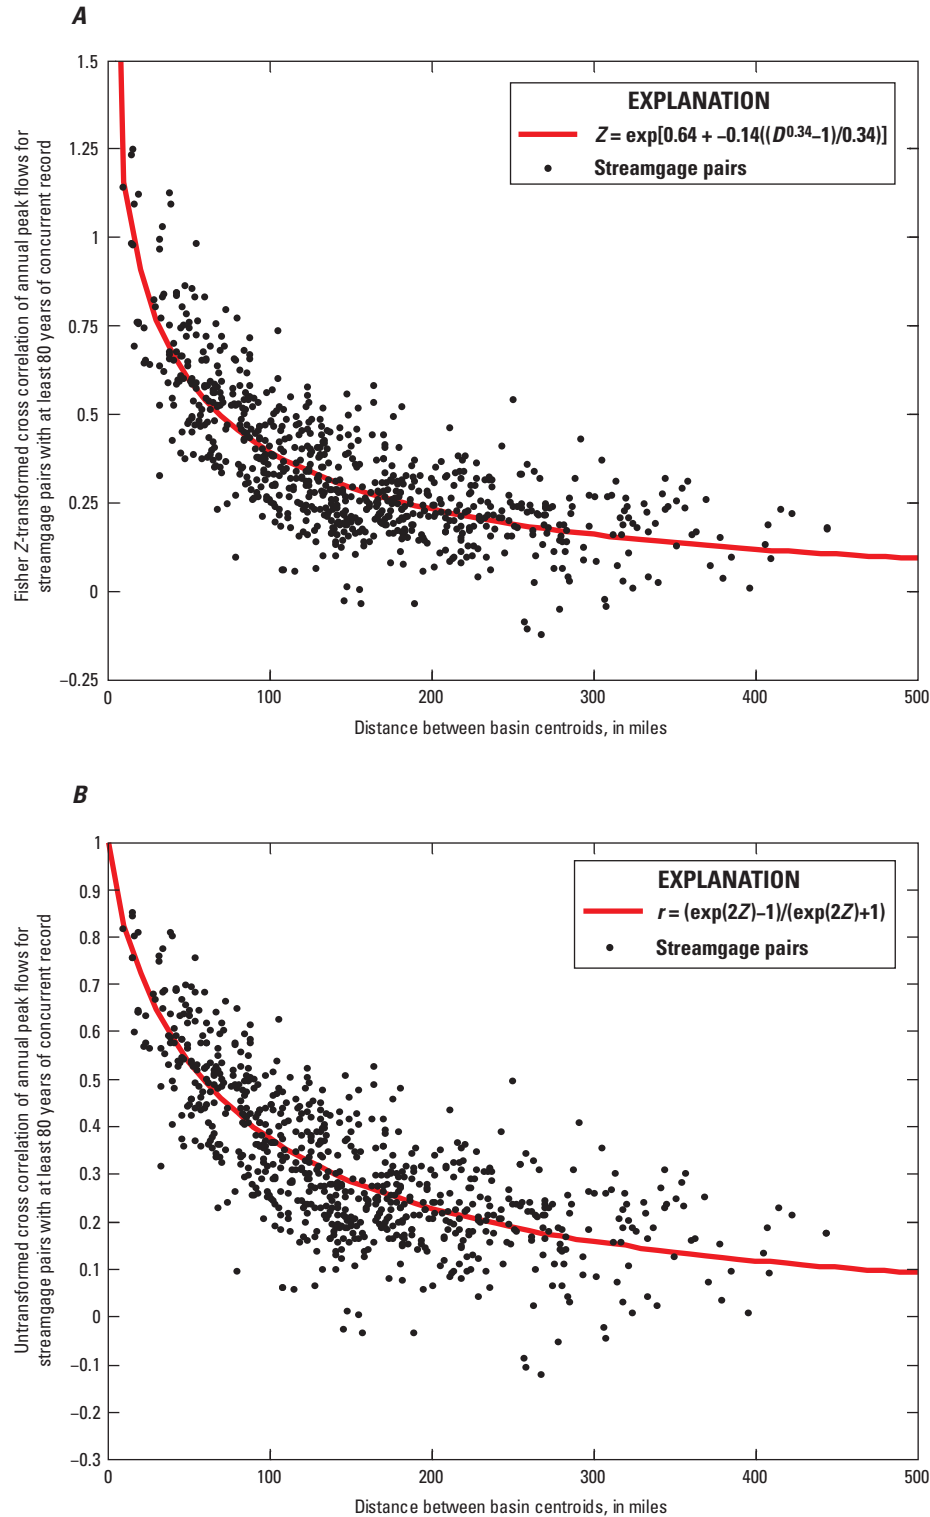 A
Fisher Z-transformed cross correlation of annual peak flows for
streamgage pairs with at least 80 years of concurrent record
1.5
1.25
1
0.75
0.5
0.25
0
−0.25
EXPLANATION
Z = exp[0.64 + −0.14((D^0.34−1)/0.34)]
Streamgage pairs
0 100 200 300 400 500
Distance between basin centroids, in miles
B
Untransformed cross correlation of annual peak flows for
streamgage pairs with at least 80 years of concurrent record
1
0.9
0.8
0.7
0.6
0.5
0.4
0.3
0.2
0.1
0
−0.1
−0.2
−0.3
EXPLANATION
r = (exp(2Z)−1)/(exp(2Z)+1)
Streamgage pairs
0 100 200 300 400 500
Distance between basin centroids, in miles